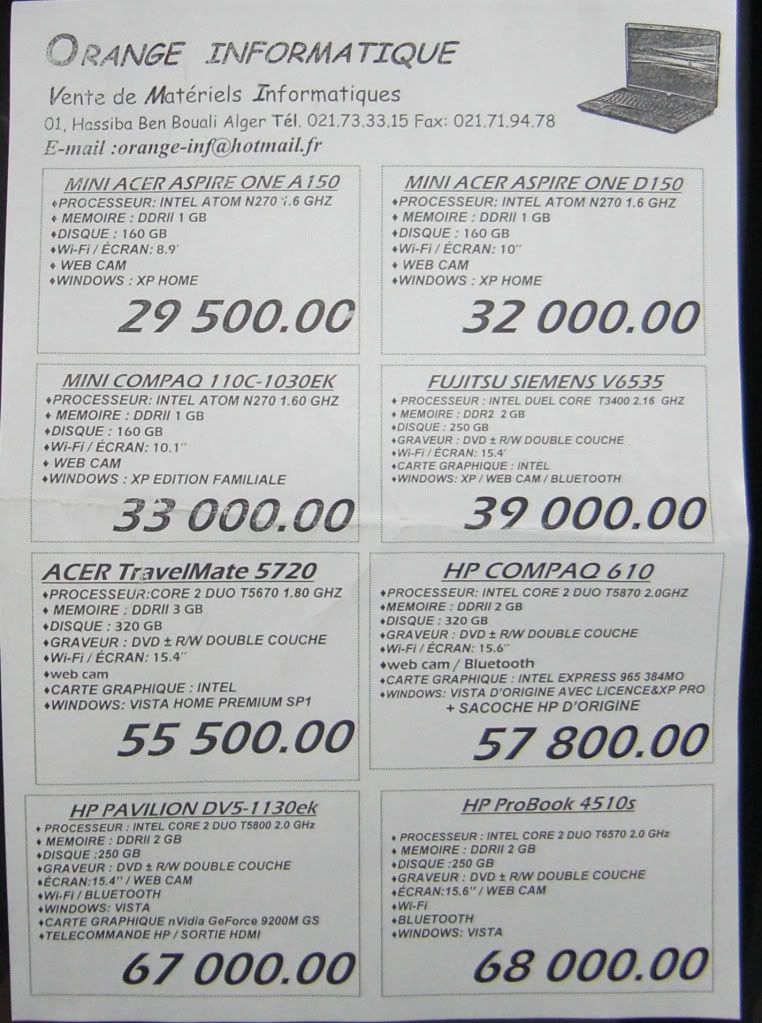 ORANGE INFORMATIQUE
Vente de Matériels Informatiques
01, Hassiba Ben Bouali Alger Tél. 021.73.33.15 Fax: 021.71.94.78
E-mail :orange-inf@hotmail.fr
MINI ACER ASPIRE ONE A150
♦PROCESSEUR: INTEL ATOM N270 1.6 GHZ
♦ MEMOIRE : DDRII 1 GB
♦DISQUE : 160 GB
♦Wi-Fi / ÉCRAN: 8.9'
♦ WEB CAM
♦WINDOWS : XP HOME
29 500.00
MINI ACER ASPIRE ONE D150
♦PROCESSEUR: INTEL ATOM N270 1.6 GHZ
♦ MEMOIRE : DDRII 1 GB
♦DISQUE : 160 GB
♦Wi-Fi / ÉCRAN: 10''
♦ WEB CAM
♦WINDOWS : XP HOME
32 000.00
MINI COMPAQ 110C-1030EK
♦PROCESSEUR: INTEL ATOM N270 1.60 GHZ
♦ MEMOIRE : DDRII 1 GB
♦DISQUE : 160 GB
♦Wi-Fi / ÉCRAN: 10.1''
♦ WEB CAM
♦WINDOWS : XP EDITION FAMILIALE
33 000.00
FUJITSU SIEMENS V6535
♦ PROCESSEUR: INTEL DUEL CORE T3400 2.16 GHZ
♦ MEMOIRE : DDR2 2 GB
♦DISQUE : 250 GB
♦GRAVEUR : DVD ± R/W DOUBLE COUCHE
♦Wi-Fi / ÉCRAN: 15.4'
♦CARTE GRAPHIQUE : INTEL
♦WINDOWS: XP / WEB CAM / BLUETOOTH
39 000.00
ACER TravelMate 5720
♦PROCESSEUR:CORE 2 DUO T5670 1.80 GHZ
♦ MEMOIRE : DDRII 3 GB
♦DISQUE : 320 GB
♦GRAVEUR : DVD ± R/W DOUBLE COUCHE
♦Wi-Fi / ÉCRAN: 15.4''
♦web cam
♦CARTE GRAPHIQUE : INTEL
♦WINDOWS: VISTA HOME PREMIUM SP1
55 500.00
HP COMPAQ 610
♦PROCESSEUR: INTEL CORE 2 DUO T5870 2.0GHZ
♦MEMOIRE : DDRII 2 GB
♦DISQUE : 320 GB
♦GRAVEUR : DVD ± R/W DOUBLE COUCHE
♦Wi-Fi / ÉCRAN: 15.6''
♦web cam / Bluetooth
♦CARTE GRAPHIQUE : INTEL EXPRESS 965 384MO
♦WINDOWS: VISTA D'ORIGINE AVEC LICENCE&XP PRO
+ SACOCHE HP D'ORIGINE
57 800.00
HP PAVILION DV5-1130ek
♦ PROCESSEUR : INTEL CORE 2 DUO T5800 2.0 GHz
♦ MEMOIRE : DDRII 2 GB
♦DISQUE :250 GB
♦GRAVEUR : DVD ± R/W DOUBLE COUCHE
♦ÉCRAN:15.4'' / WEB CAM
♦Wi-Fi / BLUETOOTH
♦WINDOWS: VISTA
♦CARTE GRAPHIQUE nVidia GeForce 9200M GS
♦TELECOMMANDE HP / SORTIE HDMI
67 000.00
HP ProBook 4510s
♦ PROCESSEUR : INTEL CORE 2 DUO T6570 2.0 GHz
♦ MEMOIRE : DDRII 2 GB
♦DISQUE :250 GB
♦GRAVEUR : DVD ± R/W DOUBLE COUCHE
♦ÉCRAN:15.6'' / WEB CAM
♦Wi-Fi
♦BLUETOOTH
♦WINDOWS: VISTA
68 000.00